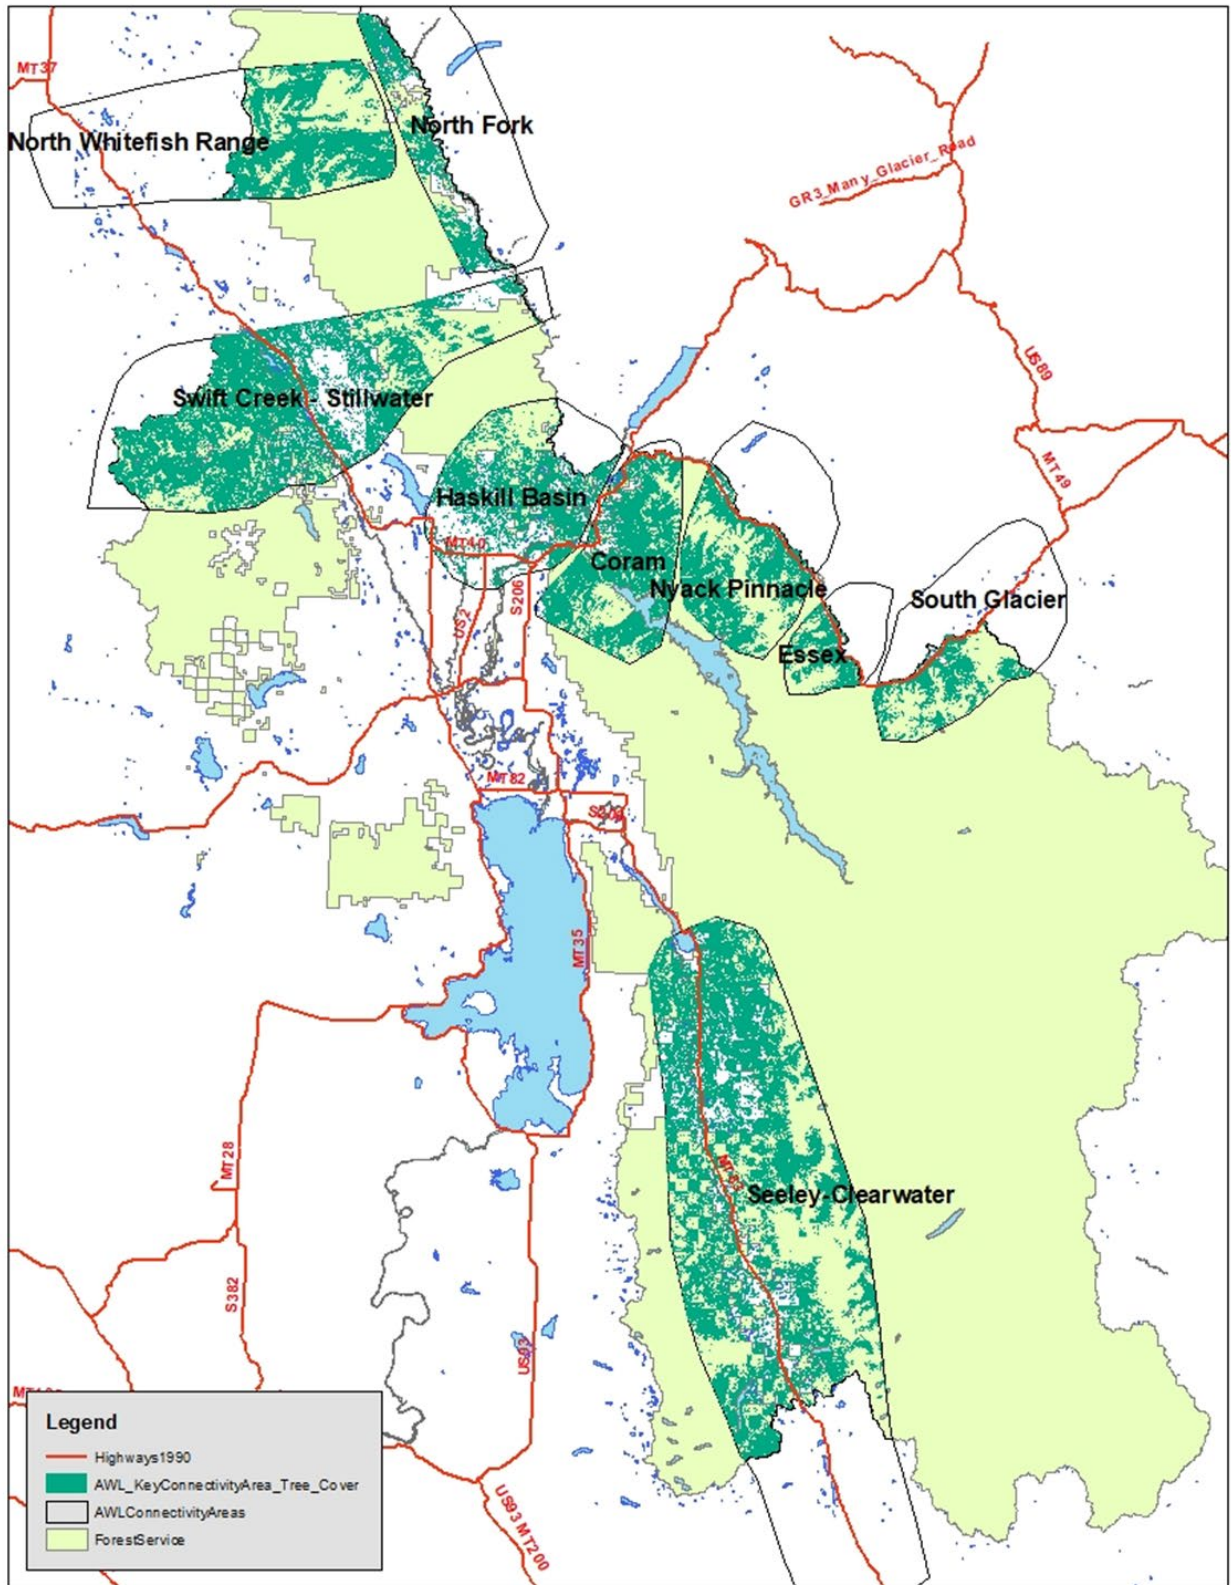 MT37
North Whitefish Range
North Fork
GR3_Many_Glacier_Road
US89
Swift Creek - Stillwater
MT49
Haskill Basin
MT40
Coram
Nyack Pinnacle
S206
US2
South Glacier
Essex
MT82
MT35
MT28
Seeley-Clearwater
S382
US93
US93 MT200
Legend
Highways1990
AWL_KeyConnectivityArea_Tree_Cover
AWLConnectivityAreas
ForestService